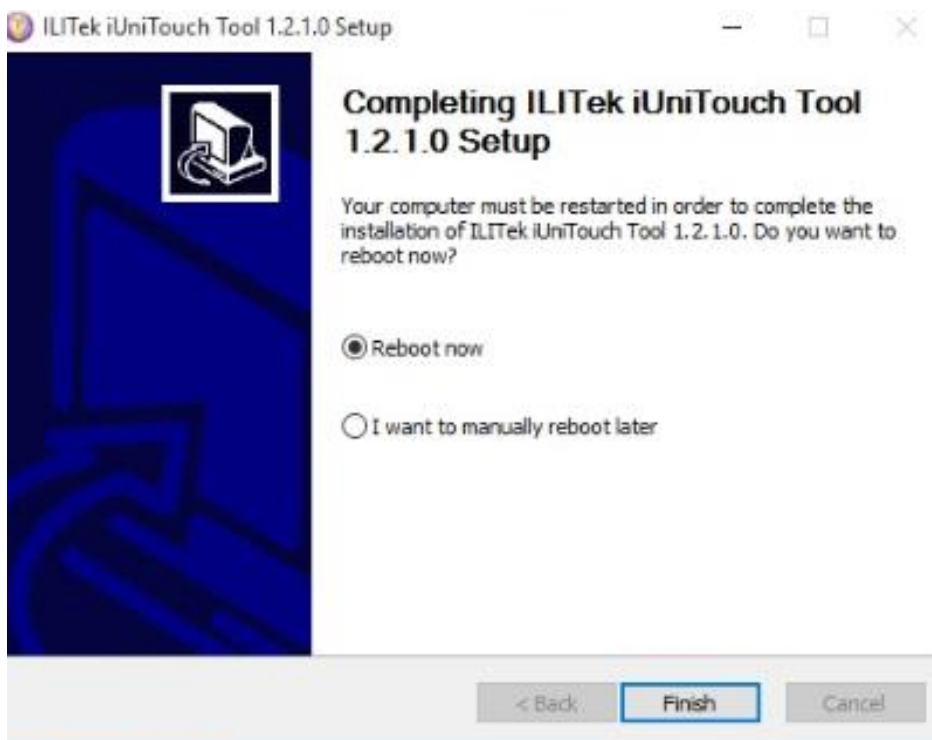 ILITek iUniTouch Tool 1.2.1.0 Setup
Completing ILITek iUniTouch Tool
1.2.1.0 Setup
Your computer must be restarted in order to complete the
installation of ILITek iUniTouch Tool 1.2.1.0. Do you want to
reboot now?
Reboot now
I want to manually reboot later
< Back
Finish
Cancel